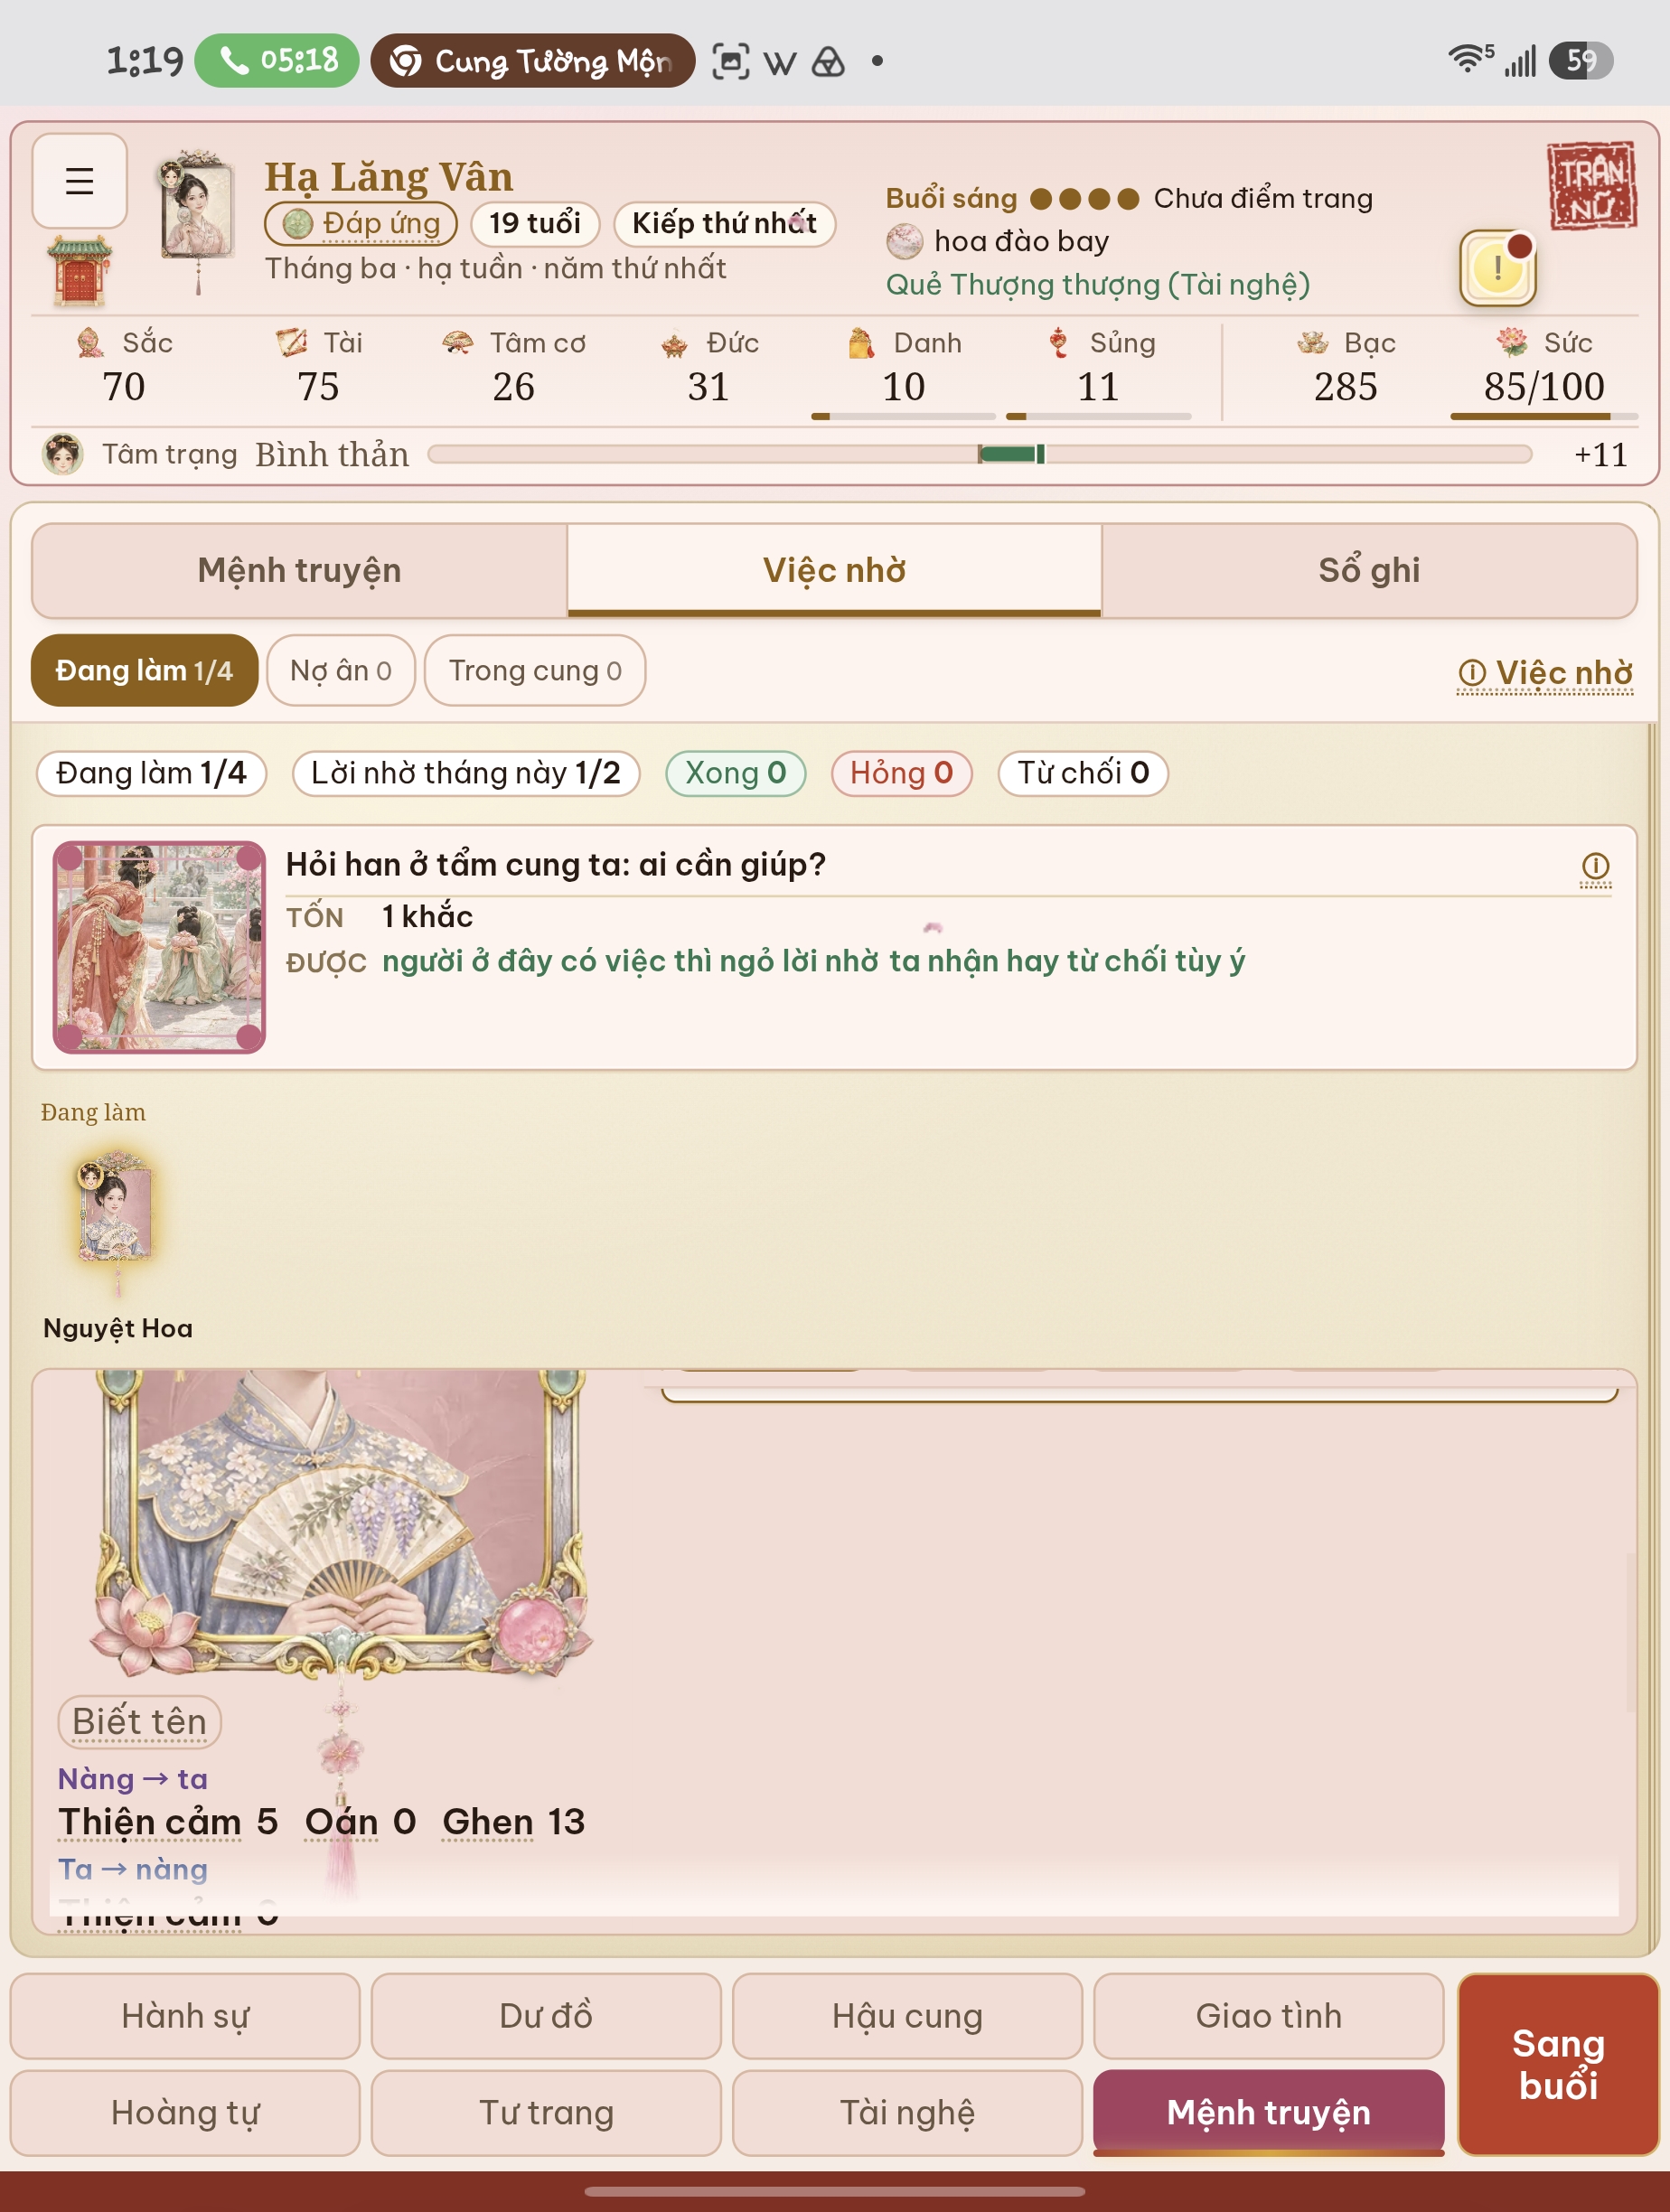 1:19 05:18 Cung Tường Mộn 5 59
Hạ Lăng Vân
Đáp ứng 19 tuổi Kiếp thứ nhất
Tháng ba · hạ tuần · năm thứ nhất
Buổi sáng Chưa điểm trang
hoa đào bay
Quẻ Thượng thượng (Tài nghệ)
!
TRÂN
NỮ
Sắc Tài Tâm cơ Đức Danh Sủng Bạc Sức
70 75 26 31 10 11 285 85/100
Tâm trạng Bình thản +11
Mệnh truyện Việc nhờ Sổ ghi
Đang làm 1/4 Nợ ân 0 Trong cung 0 Việc nhờ
Đang làm 1/4 Lời nhờ tháng này 1/2 Xong 0 Hỏng 0 Từ chối 0
Hỏi han ở tẩm cung ta: ai cần giúp?
TỐN 1 khắc
ĐƯỢC người ở đây có việc thì ngỏ lời nhờ ta nhận hay từ chối tùy ý
Đang làm
Nguyệt Hoa
Biết tên
Nàng → ta
Thiện cảm 5 Oán 0 Ghen 13
Ta → nàng
Thiện cảm 0
Hành sự Dư đồ Hậu cung Giao tình
Sang
buổi
Hoàng tự Tư trang Tài nghệ Mệnh truyện